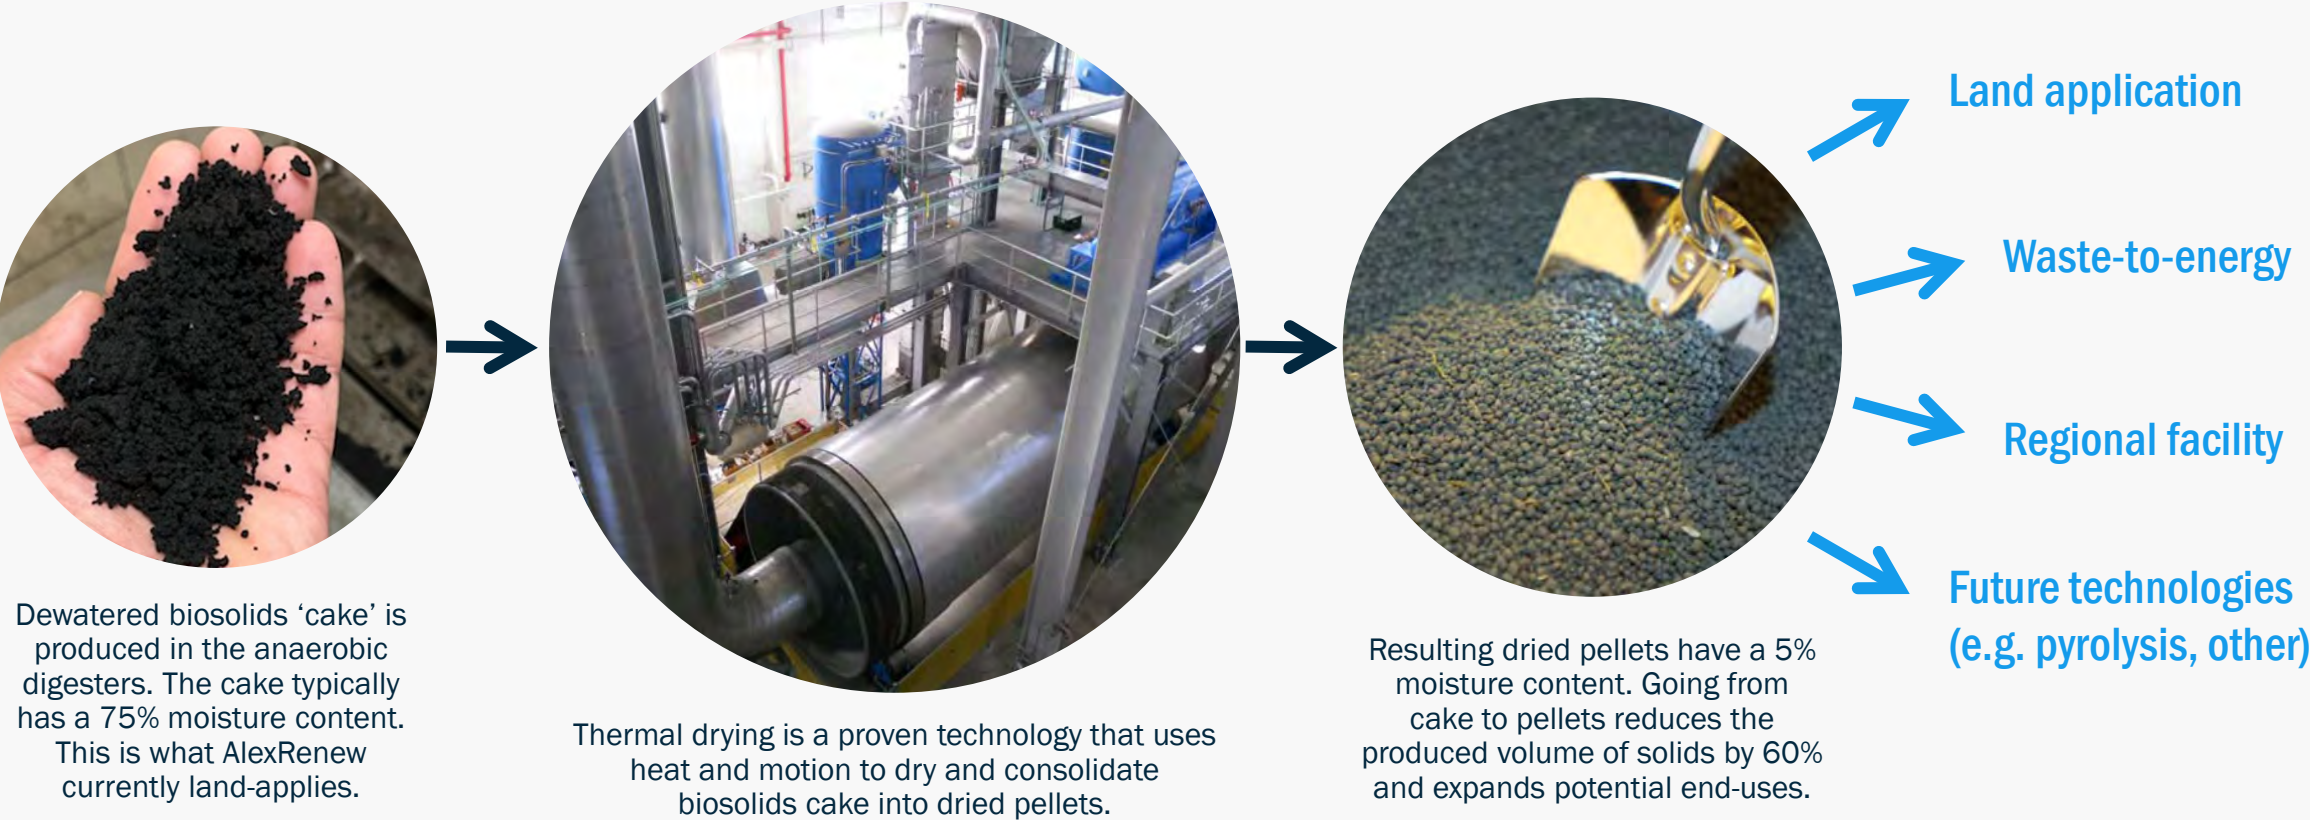 Dewatered biosolids ‘cake’ is
produced in the anaerobic
digesters. The cake typically
has a 75% moisture content.
This is what AlexRenew
currently land-applies.
Thermal drying is a proven technology that uses
heat and motion to dry and consolidate
biosolids cake into dried pellets.
Resulting dried pellets have a 5%
moisture content. Going from
cake to pellets reduces the
produced volume of solids by 60%
and expands potential end-uses.
Land application
Waste-to-energy
Regional facility
Future technologies
(e.g. pyrolysis, other)